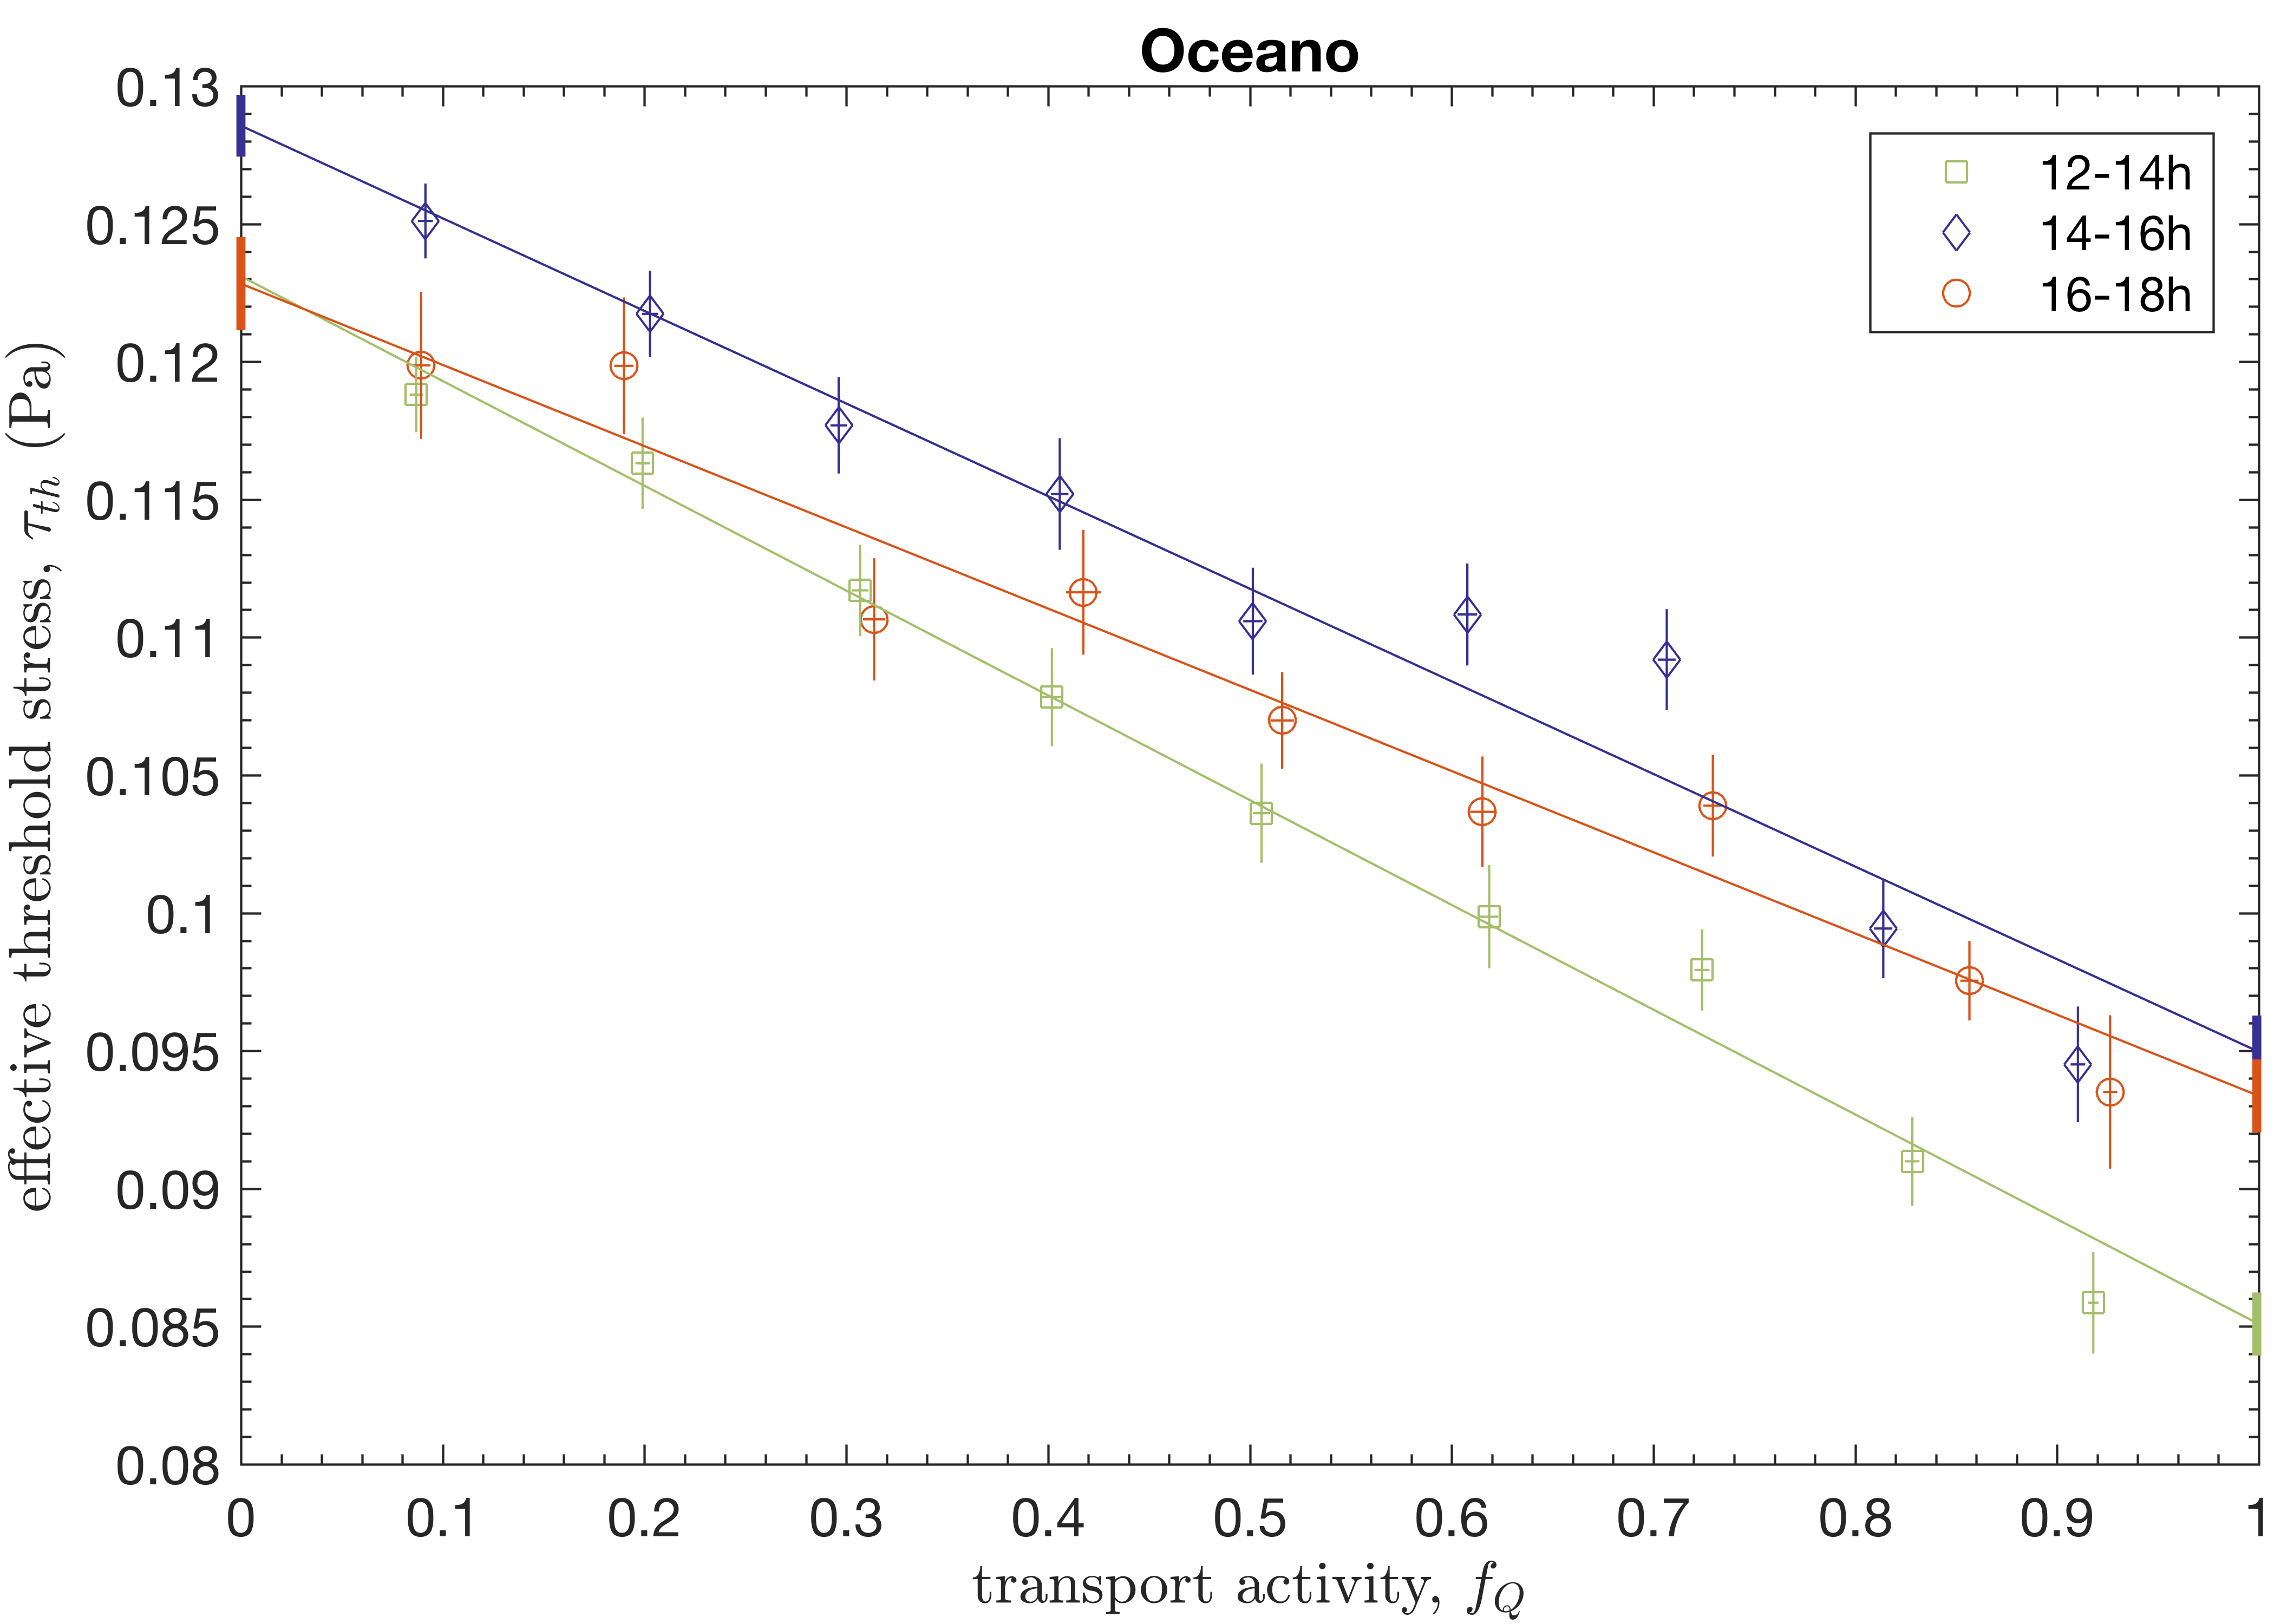 Oceano
0.13
0.125
0.12
0.115
0.11
0.105
0.1
0.095
0.09
0.085
0.08
effective threshold stress, τth (Pa)
12-14h
14-16h
16-18h
0 0.1 0.2 0.3 0.4 0.5 0.6 0.7 0.8 0.9 1
transport activity, fQ